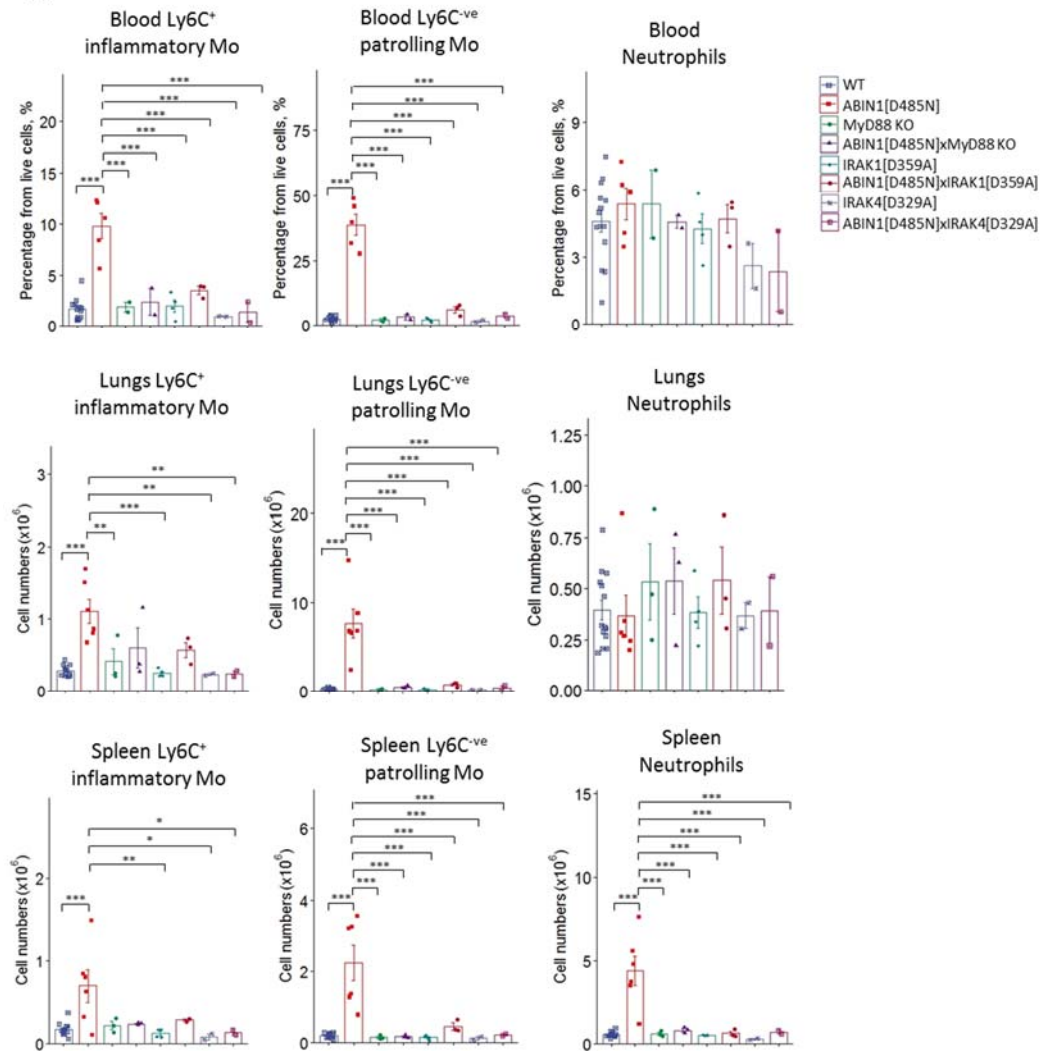 Blood Ly6C+
inflammatory Mo
Percentage from live cells, %
20
15
10
5
0
***
***
***
***
***
***
***
Blood Ly6C-ve
patrolling Mo
Percentage from live cells, %
75
50
25
0
***
***
***
***
***
***
***
Blood
Neutrophils
Percentage from live cells, %
9
6
3
0
WT
ABIN1[D485N]
MyD88 KO
ABIN1[D485N]xMyD88 KO
IRAK1[D359A]
ABIN1[D485N]xIRAK1[D359A]
IRAK4[D329A]
ABIN1[D485N]xIRAK4[D329A]
Lungs Ly6C+
inflammatory Mo
Cell numbers (x10^6)
3
2
1
0
**
**
***
**
***
Lungs Ly6C-ve
patrolling Mo
Cell numbers (x10^6)
20
10
0
***
***
***
***
***
***
***
Lungs
Neutrophils
Cell numbers (x10^6)
1.25
1.00
0.75
0.50
0.25
0.00
Spleen Ly6C+
inflammatory Mo
Cell numbers (x10^6)
2
1
0
*
*
**
***
Spleen Ly6C-ve
patrolling Mo
Cell numbers (x10^6)
6
4
2
0
***
***
***
***
***
***
***
Spleen
Neutrophils
Cell numbers (x10^6)
15
10
5
0
***
***
***
***
***
***
***